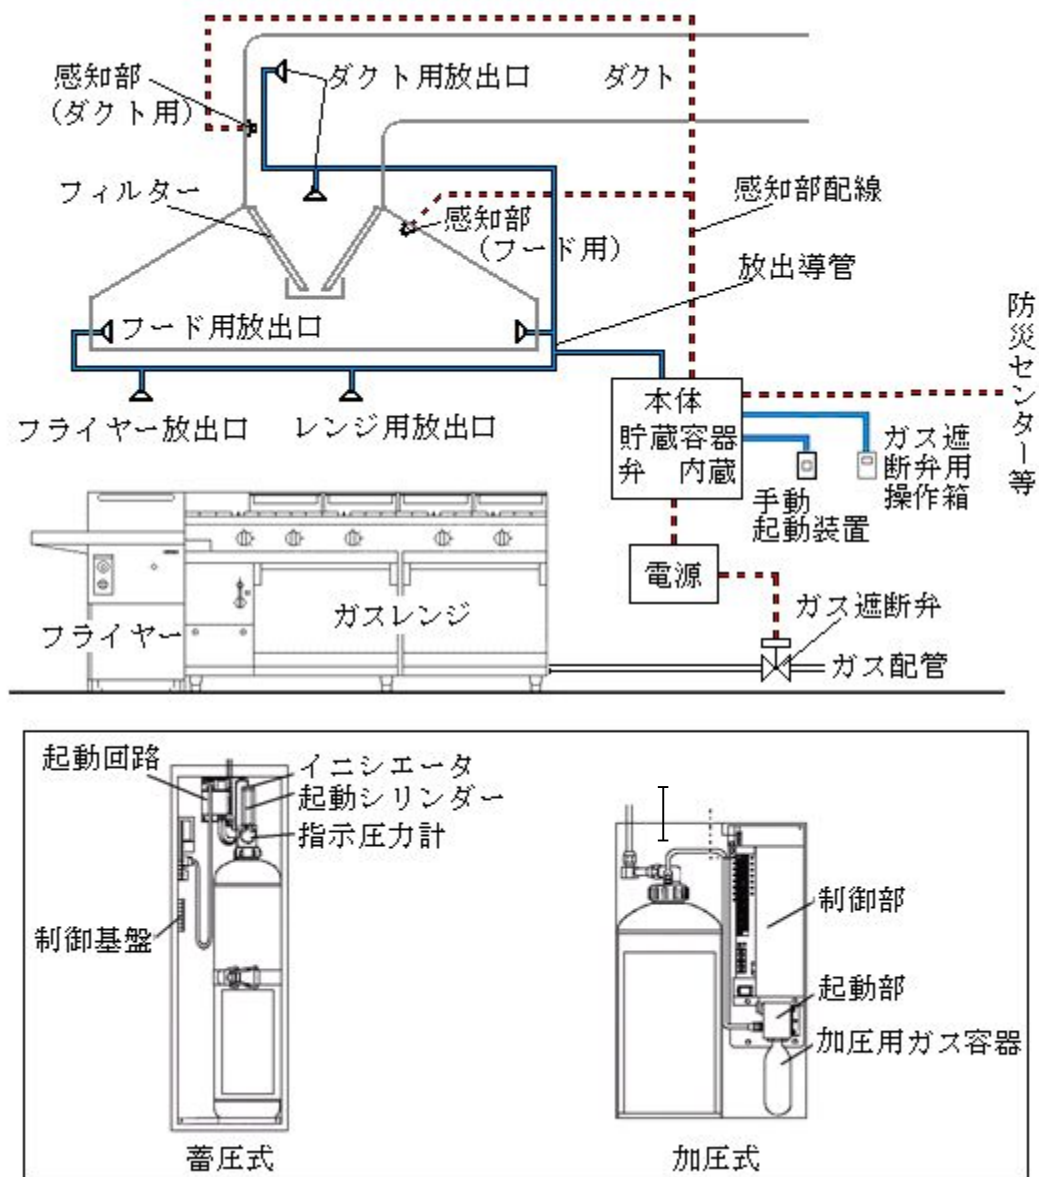 感知部
(ダクト用)
ダクト用放出口
ダクト
フィルター
感知部
(フード用)
感知部配線
放出導管
防災センター等
フード用放出口
フライヤー放出口
レンジ用放出口
本体
貯蔵容器
弁 内蔵
手動
起動装置
ガス遮
断弁用
操作箱
電源
ガス遮断弁
ガス配管
フライヤー
ガスレンジ
起動回路
イニシエータ
起動シリンダー
指示圧力計
制御基盤
蓄圧式
制御部
起動部
加圧用ガス容器
加圧式